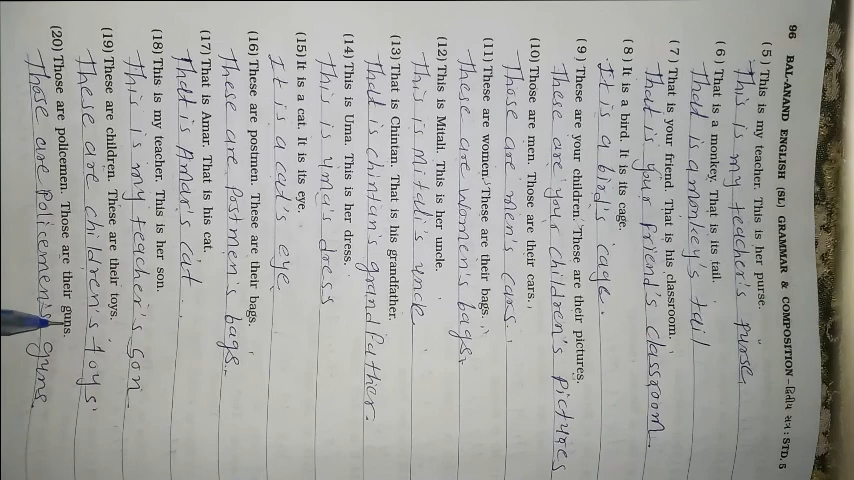 96 BAL-ANAND ENGLISH (SL) GRAMMAR & COMPOSITION – દ્વિતીય સત્ર : STD. 5
(5) This is my teacher. This is her purse.
This is my teacher's purse
(6) That is a monkey. That is its tail.
That is a monkey's tail
(7) That is your friend. That is his classroom.
That is your friend's classroom.
(8) It is a bird. It is its cage.
It is a bird's cage.
(9) These are your children. These are their pictures.
These are your children's pictures
(10) Those are men. Those are their cars.
Those are men's cars.
(11) These are women. These are their bags.
These are women's bags.
(12) This is Mitali. This is her uncle.
This is Mitali's uncle.
(13) That is Chintan. That is his grandfather.
That is chintan's grandfather.
(14) This is Uma. This is her dress.
This is Uma's dress
(15) It is a cat. It is its eye.
It is a cat's eye
(16) These are postmen. These are their bags.
These are postmen's bags.
(17) That is Amar. That is his cat.
That is Amar's cat.
(18) This is my teacher. This is her son.
This is my teacher's son.
(19) These are children. These are their toys.
These are children's toys.
(20) Those are policemen. Those are their guns.
Those are Policemen's guns.